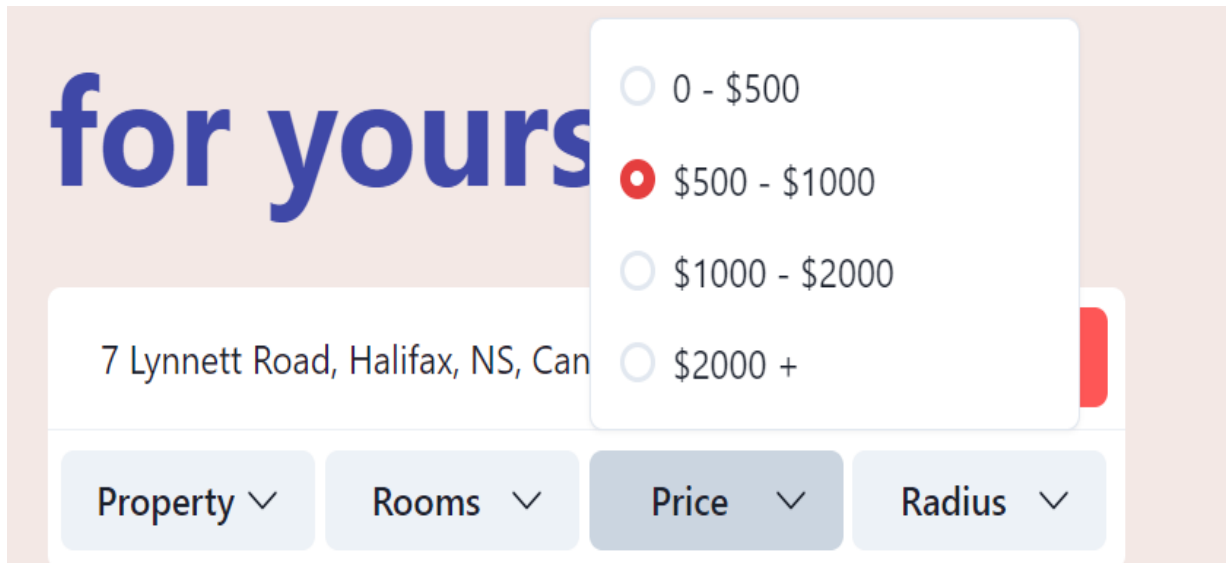 for yours
0 - $500
$500 - $1000
$1000 - $2000
$2000 +
7 Lynnett Road, Halifax, NS, Can
Property
Rooms
Price
Radius